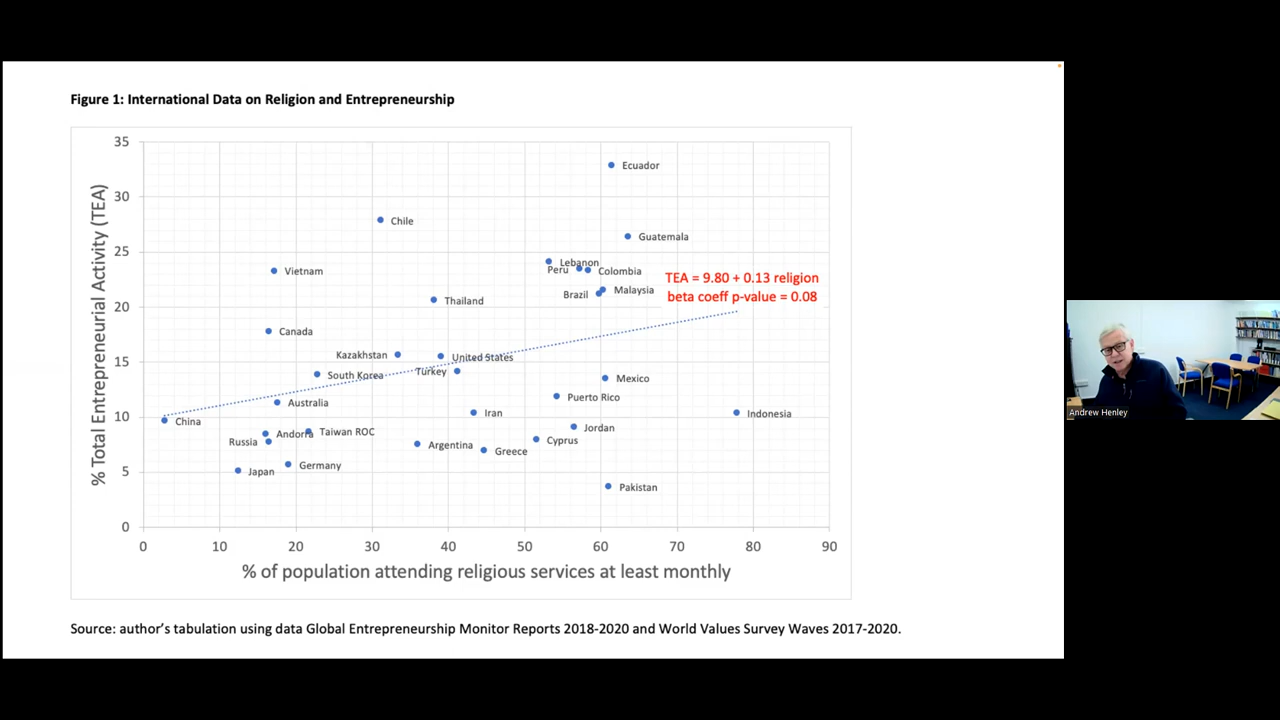 Figure 1: International Data on Religion and Entrepreneurship
% Total Entrepreneurial Activity (TEA)
35
30
25
20
15
10
5
0
Ecuador
Chile
Guatemala
Lebanon
Peru
Colombia
Vietnam
TEA = 9.80 + 0.13 religion
beta coeff p-value = 0.08
Brazil
Malaysia
Thailand
Canada
Kazakhstan
United States
South Korea
Turkey
Mexico
Puerto Rico
Australia
Iran
Indonesia
China
Jordan
Andorra
Taiwan ROC
Russia
Argentina
Cyprus
Greece
Japan
Germany
Pakistan
0 10 20 30 40 50 60 70 80 90
% of population attending religious services at least monthly
Source: author’s tabulation using data Global Entrepreneurship Monitor Reports 2018-2020 and World Values Survey Waves 2017-2020.
Andrew Henley